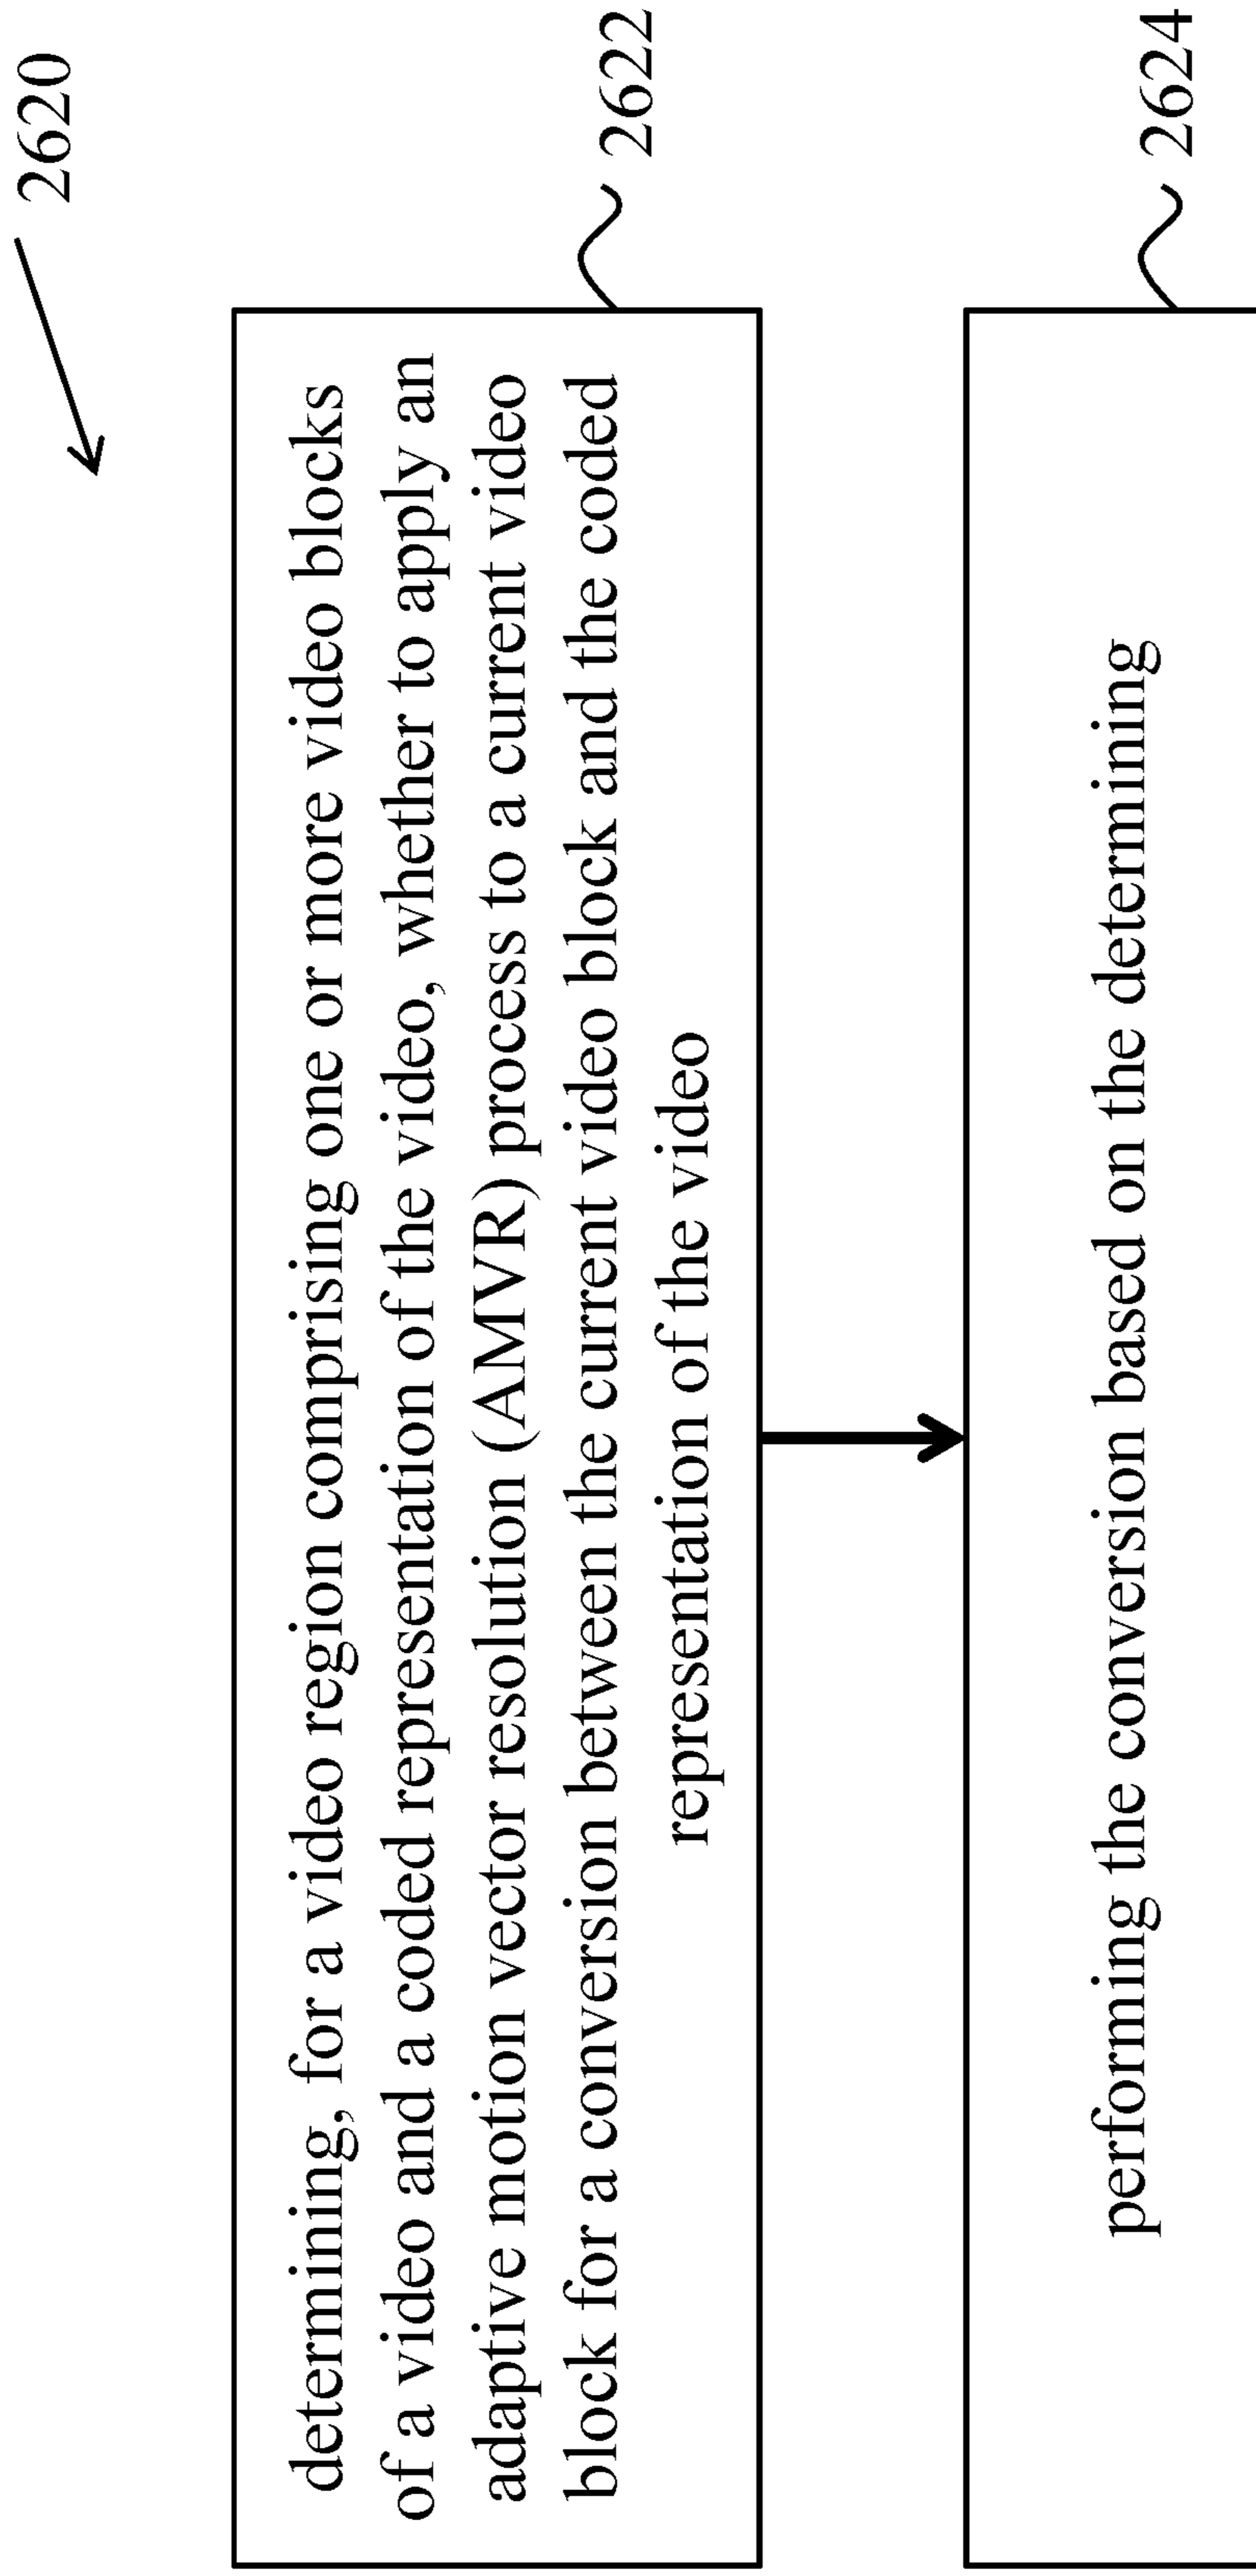 2620
determining, for a video region comprising one or more video blocks
of a video and a coded representation of the video, whether to apply an
adaptive motion vector resolution (AMVR) process to a current video
block for a conversion between the current video block and the coded
representation of the video
2622
performing the conversion based on the determining
2624